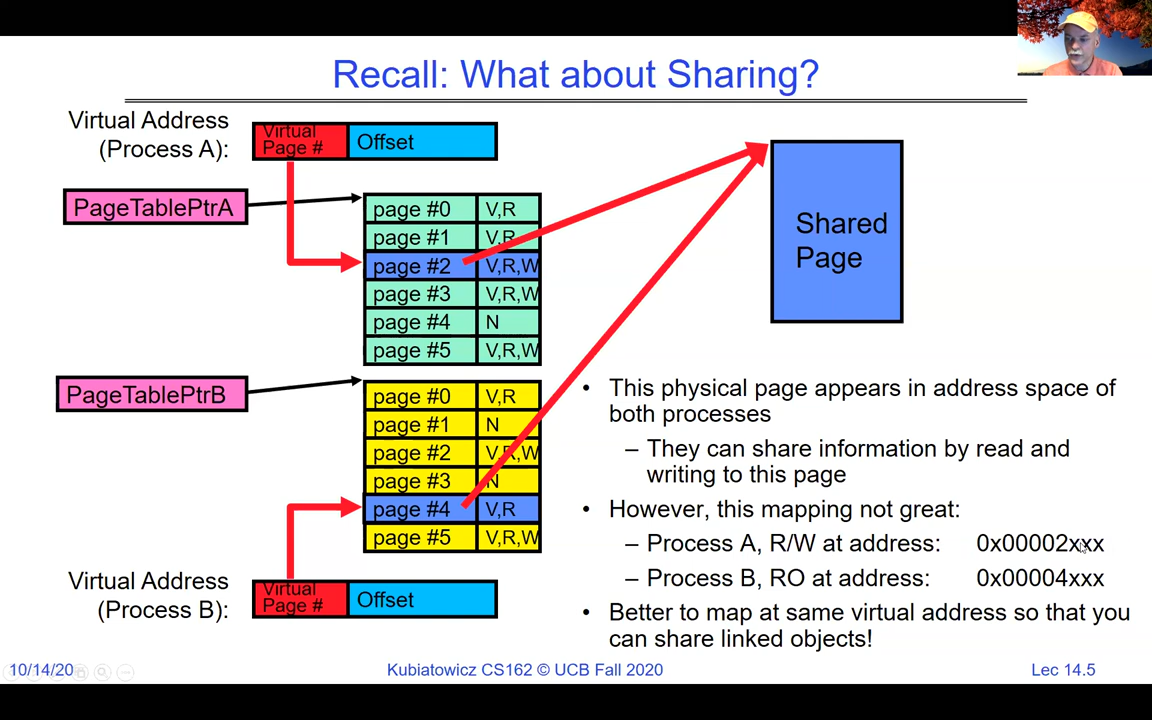 Recall: What about Sharing?
Virtual Address
(Process A):
Virtual
Page #
Offset
PageTablePtrA
page #0 V,R
page #1 V,R
page #2 V,R,W
page #3 V,R,W
page #4 N
page #5 V,R,W
Shared
Page
PageTablePtrB
page #0 V,R
page #1 N
page #2 V,R,W
page #3 N
page #4 V,R
page #5 V,R,W
Virtual Address
(Process B):
Virtual
Page #
Offset
• This physical page appears in address space of
both processes
– They can share information by read and
writing to this page
• However, this mapping not great:
– Process A, R/W at address: 0x00002xxx
– Process B, RO at address: 0x00004xxx
• Better to map at same virtual address so that you
can share linked objects!
10/14/20
Kubiatowicz CS162 © UCB Fall 2020
Lec 14.5